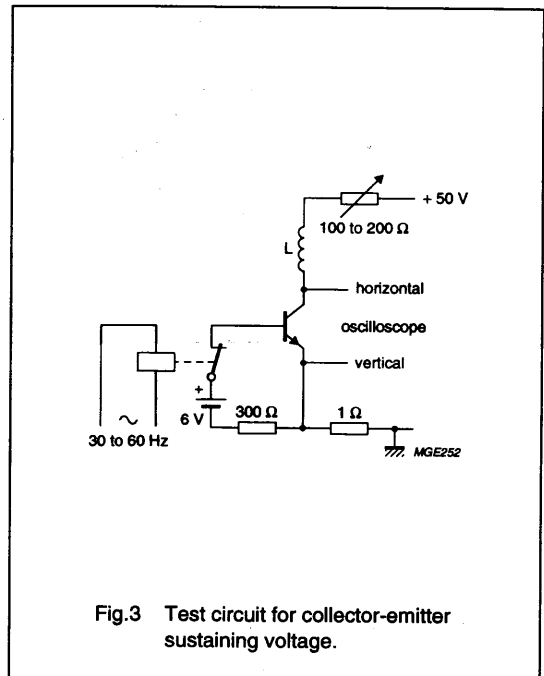 + 50 V
100 to 200 Ω
L
horizontal
oscilloscope
vertical
+
6 V
300 Ω
1 Ω
~
30 to 60 Hz
MGE252
Fig.3 Test circuit for collector-emitter
sustaining voltage.